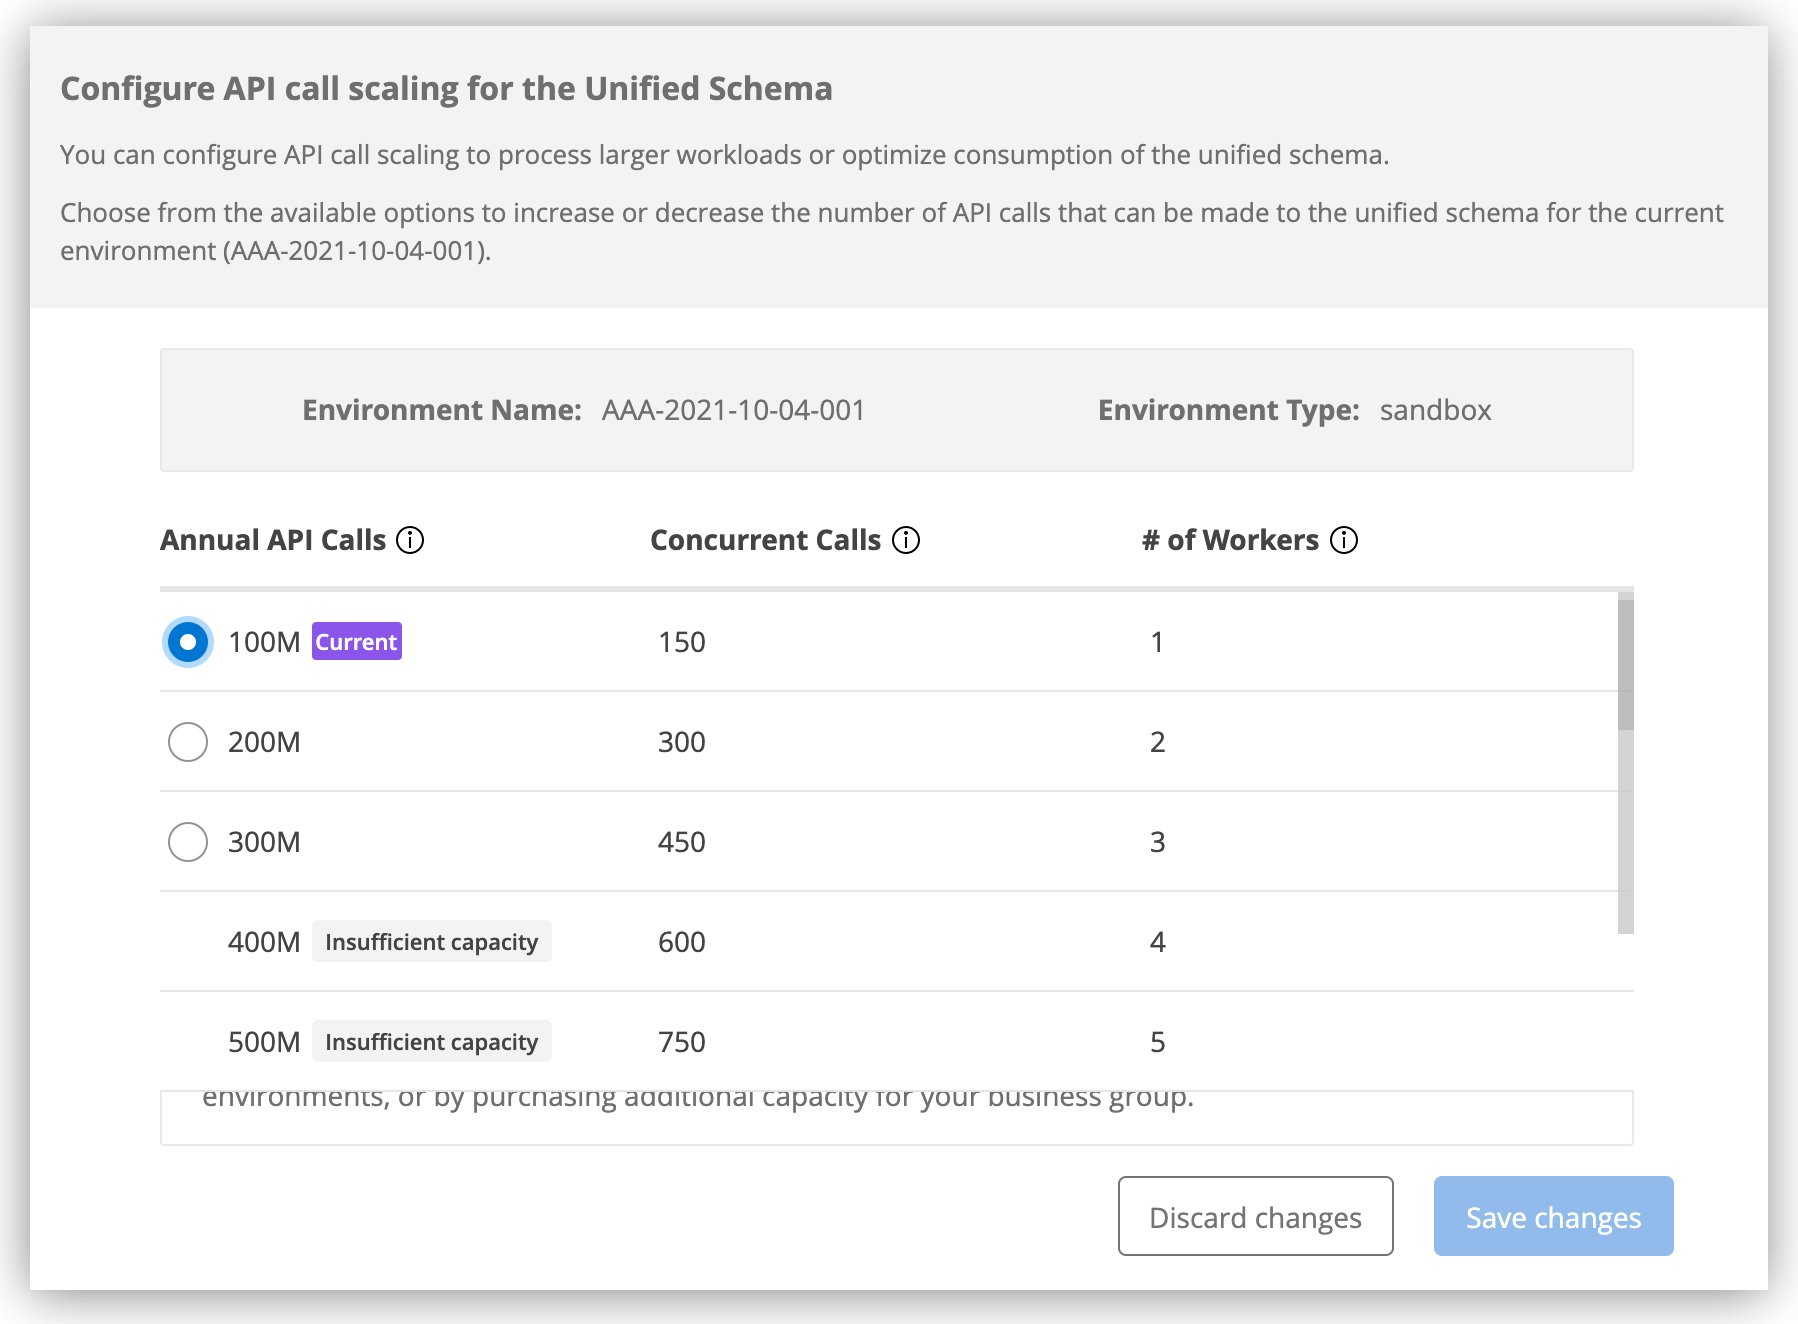 Configure API call scaling for the Unified Schema
You can configure API call scaling to process larger workloads or optimize consumption of the unified schema.
Choose from the available options to increase or decrease the number of API calls that can be made to the unified schema for the current
environment (AAA-2021-10-04-001).
Environment Name: AAA-2021-10-04-001 Environment Type: sandbox
Annual API Calls Concurrent Calls # of Workers
100M Current 150 1
200M 300 2
300M 450 3
400M Insufficient capacity 600 4
500M Insufficient capacity 750 5
environments, or by purchasing additional capacity for your business group.
Discard changes Save changes